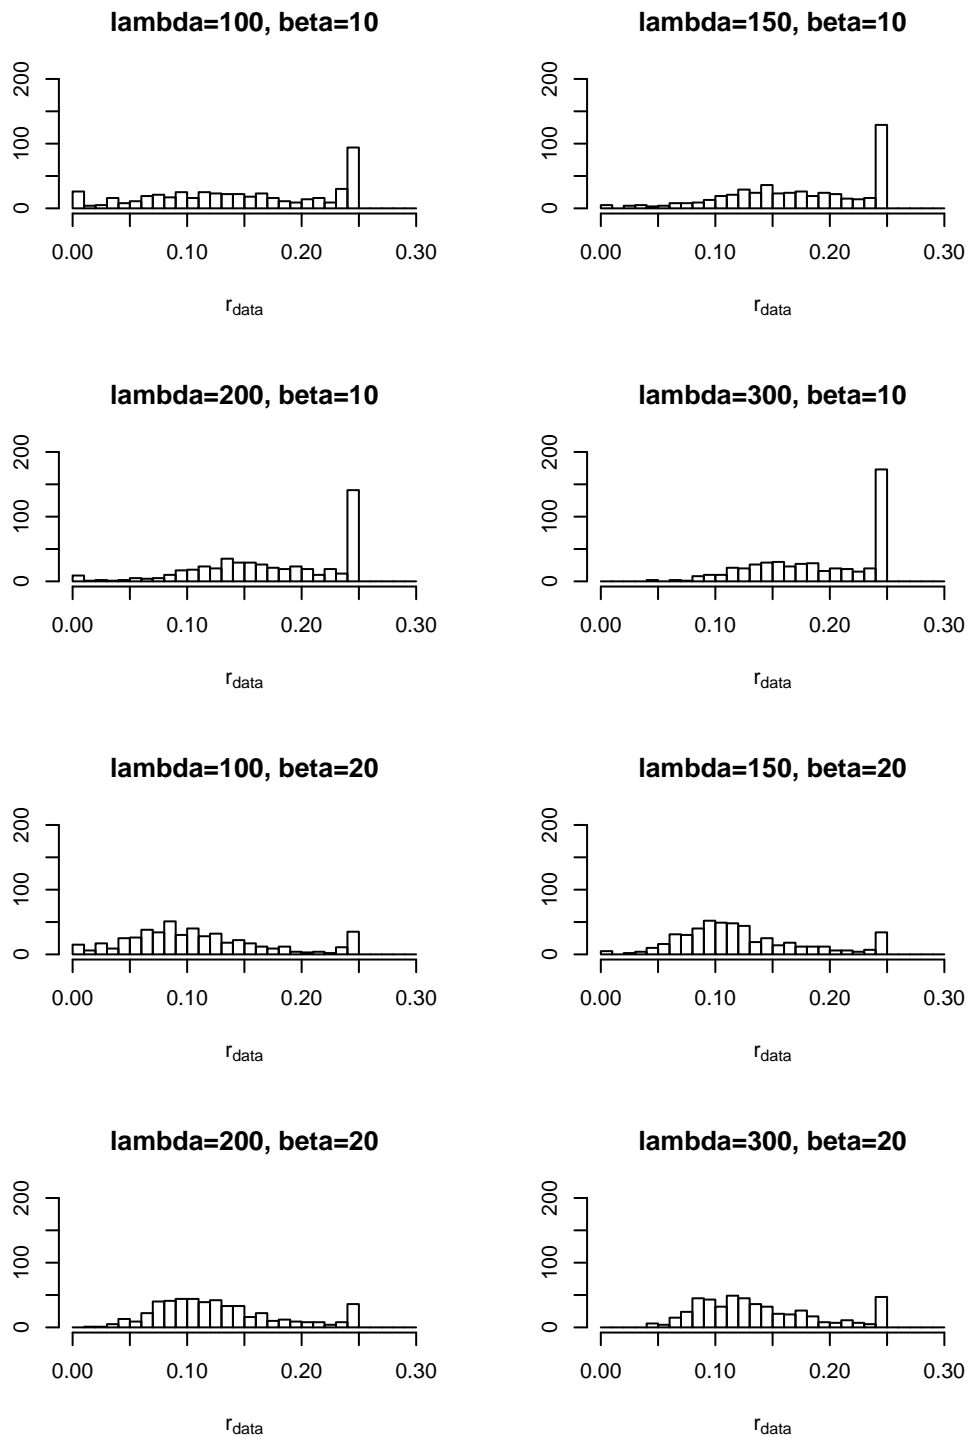 lambda=100, beta=10
200
100
0
0.00 0.10 0.20 0.30
r_data
lambda=150, beta=10
200
100
0
0.00 0.10 0.20 0.30
r_data
lambda=200, beta=10
200
100
0
0.00 0.10 0.20 0.30
r_data
lambda=300, beta=10
200
100
0
0.00 0.10 0.20 0.30
r_data
lambda=100, beta=20
200
100
0
0.00 0.10 0.20 0.30
r_data
lambda=150, beta=20
200
100
0
0.00 0.10 0.20 0.30
r_data
lambda=200, beta=20
200
100
0
0.00 0.10 0.20 0.30
r_data
lambda=300, beta=20
200
100
0
0.00 0.10 0.20 0.30
r_data